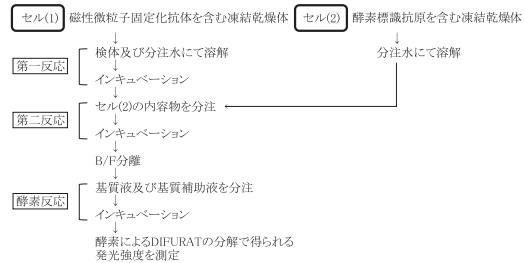 セル(1) 磁性微粒子固定化抗体を含む凍結乾燥体 セル(2) 酵素標識抗原を含む凍結乾燥体
↓ ↓
検体及び分注水にて溶解 分注水にて溶解
第一反応 ↓
インキュベーション
↓
セル(2)の内容物を分注 ←
第二反応 ↓
インキュベーション
↓
B/F分離
↓
基質液及び基質補助液を分注
酵素反応 ↓
インキュベーション
↓
酵素によるDIFURATの分解で得られる
発光強度を測定